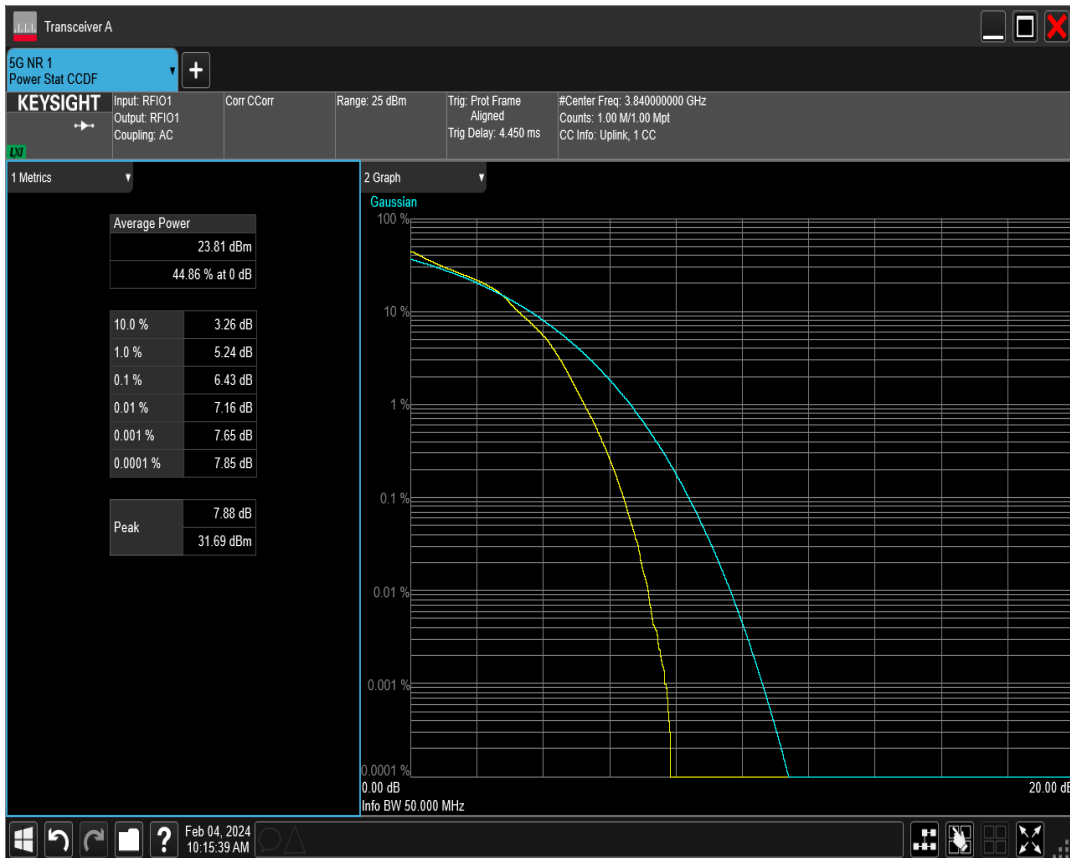 Transceiver A
5G NR 1
Power Stat CCDF
+
KEYSIGHT
LXI
Input: RFIO1
Output: RFIO1
Coupling: AC
Corr CCorr
Range: 25 dBm
Trig: Prot Frame
Aligned
Trig Delay: 4.450 ms
#Center Freq: 3.840000000 GHz
Counts: 1.00 M/1.00 Mpt
CC Info: Uplink, 1 CC
1 Metrics
Average Power
23.81 dBm
44.86 % at 0 dB
10.0 % 3.26 dB
1.0 % 5.24 dB
0.1 % 6.43 dB
0.01 % 7.16 dB
0.001 % 7.65 dB
0.0001 % 7.85 dB
Peak
7.88 dB
31.69 dBm
2 Graph
Gaussian
100 %
10 %
1 %
0.1 %
0.01 %
0.001 %
0.0001 %
0.00 dB 20.00 dB
Info BW 50.000 MHz
? Feb 04, 2024
10:15:39 AM